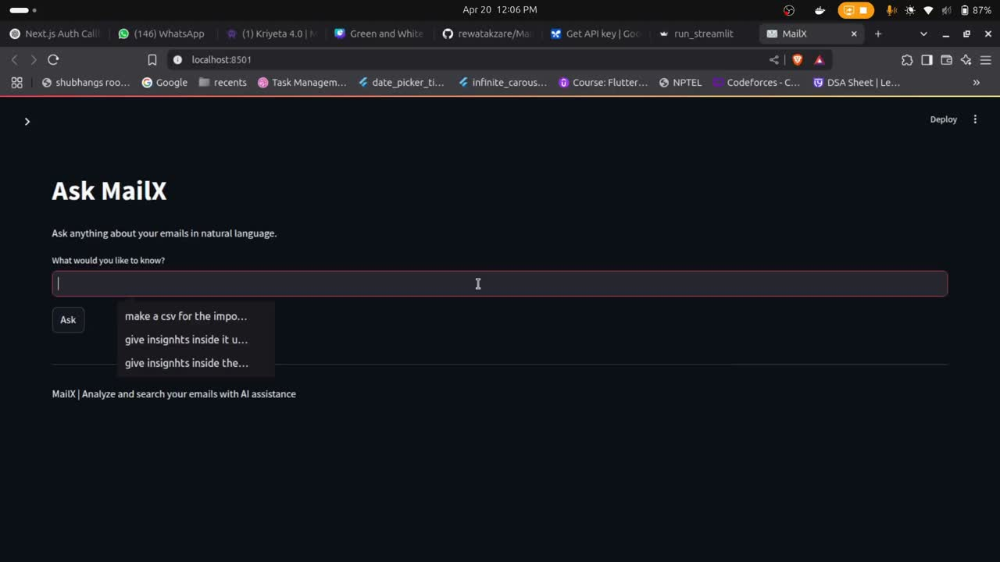 Apr 20 12:06 PM
87%
Next.js Auth Call
(146) WhatsApp
(1) Kriyeta 4.0 |
Green and White
rewatakzare/Mai
Get API key | Goo
run_streamlit
MailX
localhost:8501
shubhangs roo...
Google
recents
Task Managem...
date_picker_ti...
infinite_carous...
Course: Flutter...
NPTEL
Codeforces - C...
DSA Sheet | Le...
Deploy
Ask MailX
Ask anything about your emails in natural language.
What would you like to know?
Ask
make a csv for the impo...
give insignhts inside it u...
give insignhts inside the...
MailX | Analyze and search your emails with AI assistance